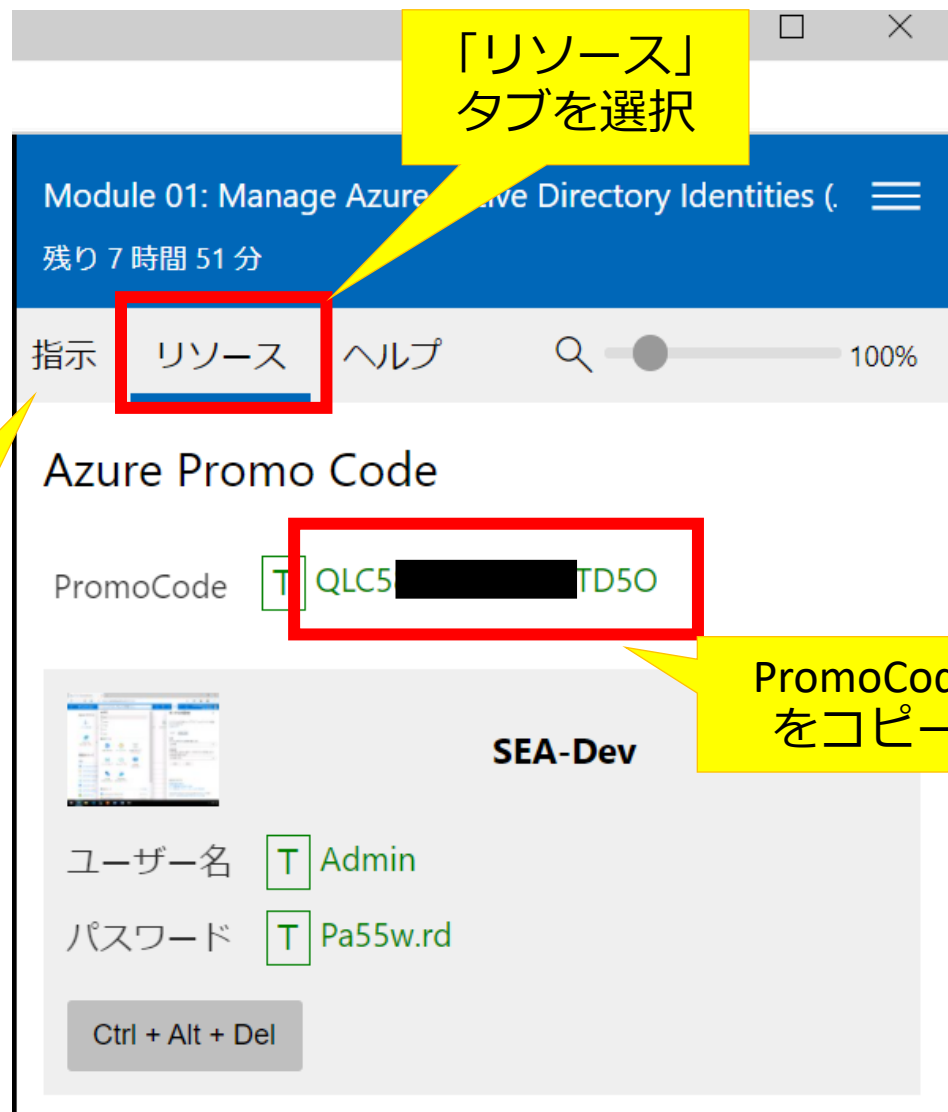 「リソース」
タブを選択
Module 01: Manage Azure Directory Identities (.
残り 7 時間 51 分
指示 リソース ヘルプ 100%
Azure Promo Code
PromoCode T QLC5 TD5O
PromoCod
をコピー
SEA-Dev
ユーザー名 T Admin
パスワード T Pa55w.rd
Ctrl + Alt + Del